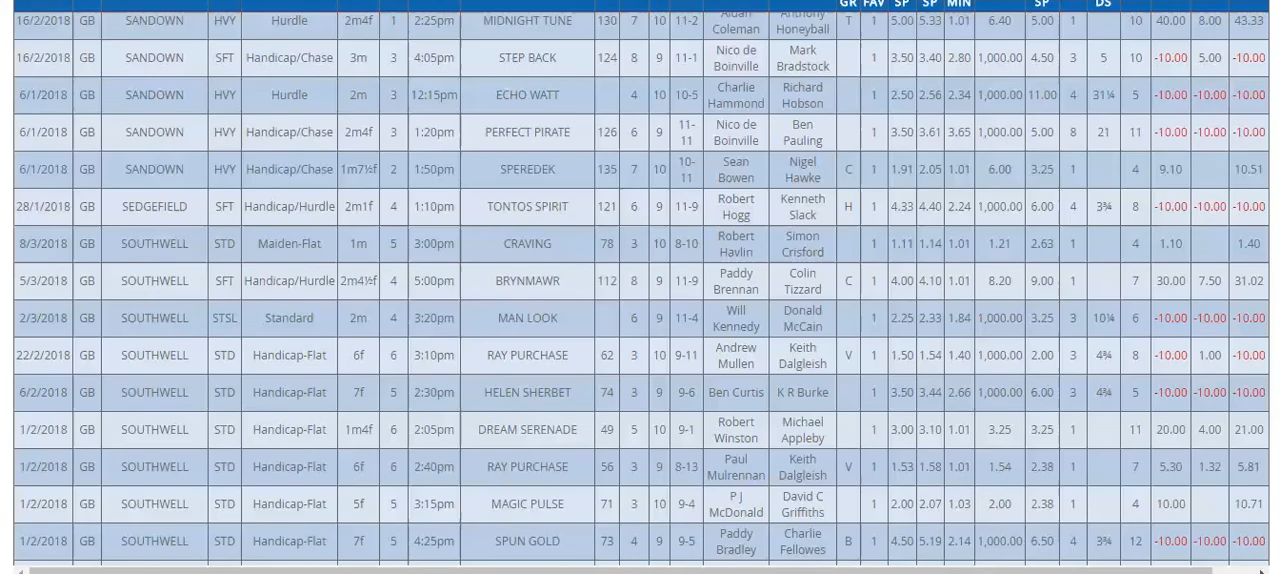 GR FAV SP SP MIN SP DS
16/2/2018 GB SANDOWN HVY Hurdle 2m4f 1 2:25pm MIDNIGHT TUNE 130 7 10 11-2 Aidan Coleman Anthony Honeyball T 1 5.00 5.33 1.01 6.40 5.00 1 10 40.00 8.00 43.33
16/2/2018 GB SANDOWN SFT Handicap/Chase 3m 3 4:05pm STEP BACK 124 8 9 11-1 Nico de Boinville Mark Bradstock 1 3.50 3.40 2.80 1,000.00 4.50 3 5 10 -10.00 5.00 -10.00
6/1/2018 GB SANDOWN HVY Hurdle 2m 3 12:15pm ECHO WATT 4 10 10-5 Charlie Hammond Richard Hobson 1 2.50 2.56 2.34 1,000.00 11.00 4 31¼ 5 -10.00 -10.00 -10.00
6/1/2018 GB SANDOWN HVY Handicap/Chase 2m4f 3 1:20pm PERFECT PIRATE 126 6 9 11-11 Nico de Boinville Ben Pauling 1 3.50 3.61 3.65 1,000.00 5.00 8 21 11 -10.00 -10.00 -10.00
6/1/2018 GB SANDOWN HVY Handicap/Chase 1m7½f 2 1:50pm SPEREDEK 135 7 10 10-11 Sean Bowen Nigel Hawke C 1 1.91 2.05 1.01 6.00 3.25 1 4 9.10 10.51
28/1/2018 GB SEDGEFIELD SFT Handicap/Hurdle 2m1f 4 1:10pm TONTOS SPIRIT 121 6 9 11-9 Robert Hogg Kenneth Slack H 1 4.33 4.40 2.24 1,000.00 6.00 4 3¾ 8 -10.00 -10.00 -10.00
8/3/2018 GB SOUTHWELL STD Maiden-Flat 1m 5 3:00pm CRAVING 78 3 10 8-10 Robert Havlin Simon Crisford 1 1.11 1.14 1.01 1.21 2.63 1 4 1.10 1.40
5/3/2018 GB SOUTHWELL SFT Handicap/Hurdle 2m4½f 4 5:00pm BRYNMAWR 112 8 9 11-9 Paddy Brennan Colin Tizzard C 1 4.00 4.10 1.01 8.20 9.00 1 7 30.00 7.50 31.02
2/3/2018 GB SOUTHWELL STSL Standard 2m 4 3:20pm MAN LOOK 6 9 11-4 Will Kennedy Donald McCain 1 2.25 2.33 1.84 1,000.00 3.25 3 10¼ 6 -10.00 -10.00 -10.00
22/2/2018 GB SOUTHWELL STD Handicap-Flat 6f 6 3:10pm RAY PURCHASE 62 3 10 9-11 Andrew Mullen Keith Dalgleish V 1 1.50 1.54 1.40 1,000.00 2.00 3 4¾ 8 -10.00 1.00 -10.00
6/2/2018 GB SOUTHWELL STD Handicap-Flat 7f 5 2:30pm HELEN SHERBET 74 3 9 9-6 Ben Curtis K R Burke 1 3.50 3.44 2.66 1,000.00 6.00 3 4¾ 5 -10.00 -10.00 -10.00
1/2/2018 GB SOUTHWELL STD Handicap-Flat 1m4f 6 2:05pm DREAM SERENADE 49 5 10 9-1 Robert Winston Michael Appleby 1 3.00 3.10 1.01 3.25 3.25 1 11 20.00 4.00 21.00
1/2/2018 GB SOUTHWELL STD Handicap-Flat 6f 6 2:40pm RAY PURCHASE 56 3 9 8-13 Paul Mulrennan Keith Dalgleish V 1 1.53 1.58 1.01 1.54 2.38 1 7 5.30 1.32 5.81
1/2/2018 GB SOUTHWELL STD Handicap-Flat 5f 5 3:15pm MAGIC PULSE 71 3 10 9-4 P J McDonald David C Griffiths 1 2.00 2.07 1.03 2.00 2.38 1 4 10.00 10.71
1/2/2018 GB SOUTHWELL STD Handicap-Flat 7f 5 4:25pm SPUN GOLD 73 4 9 9-5 Paddy Bradley Charlie Fellowes B 1 4.50 5.19 2.14 1,000.00 6.50 4 3¾ 12 -10.00 -10.00 -10.00